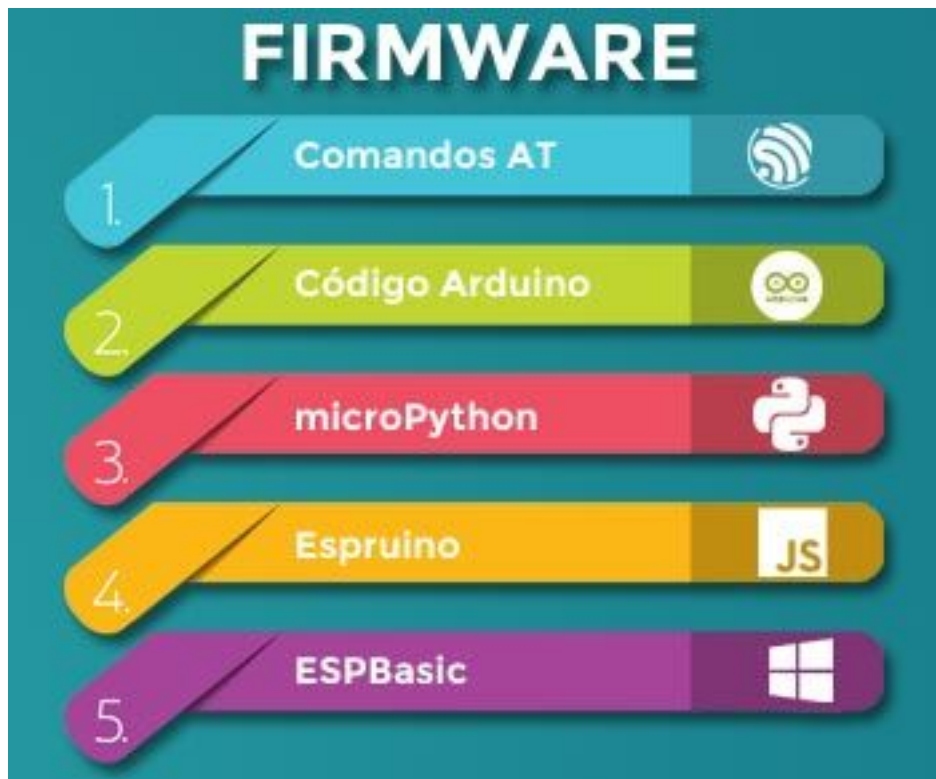 FIRMWARE
1. Comandos AT
2. Código Arduino
3. microPython
4. Espruino
JS
5. ESPBasic